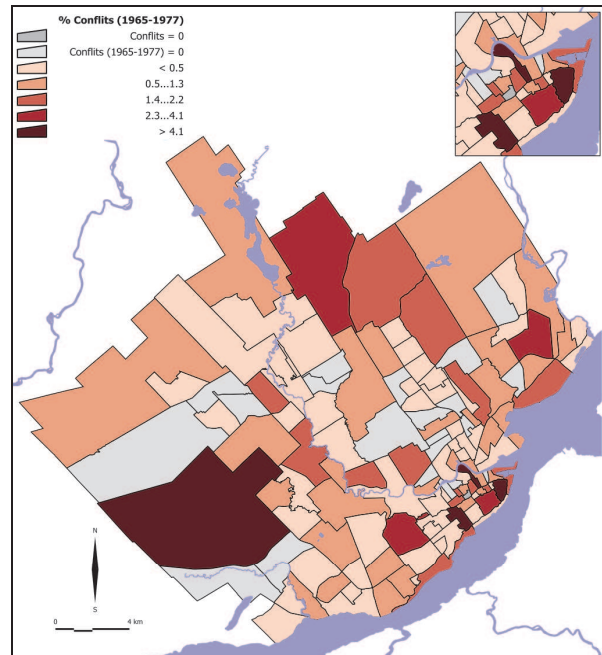 % Conflits (1965-1977)
Conflits = 0
Conflits (1965-1977) = 0
< 0.5
0.5...1.3
1.4...2.2
2.3...4.1
> 4.1
N
S
0 4 km